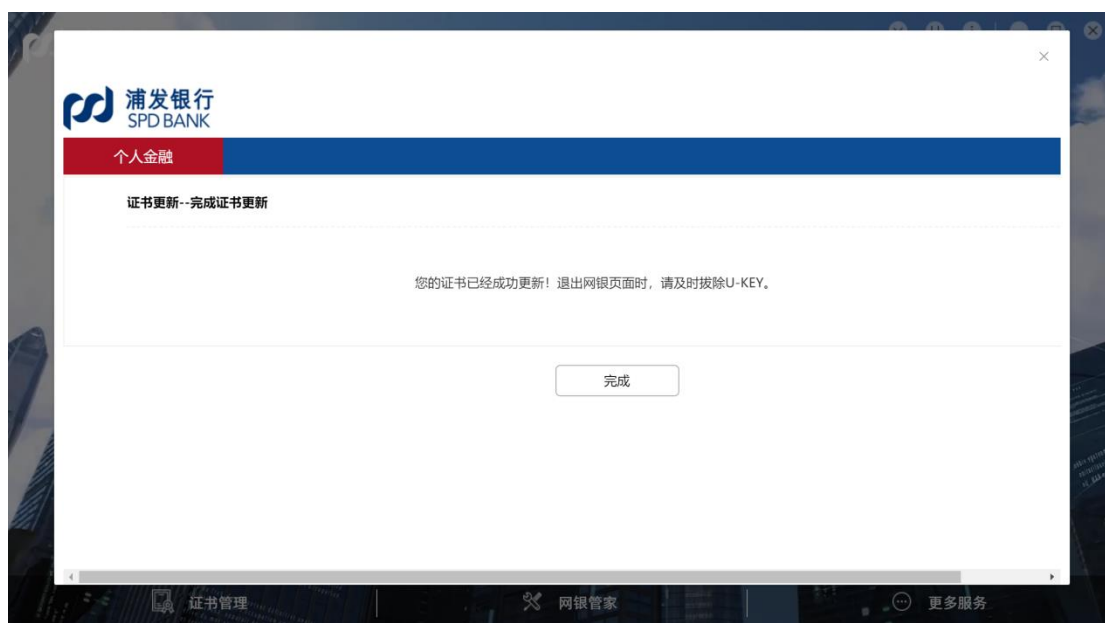 浦发银行
SPD BANK
个人金融
证书更新--完成证书更新
您的证书已经成功更新！退出网银页面时，请及时拔除U-KEY。
完成
证书管理
网银管家
更多服务